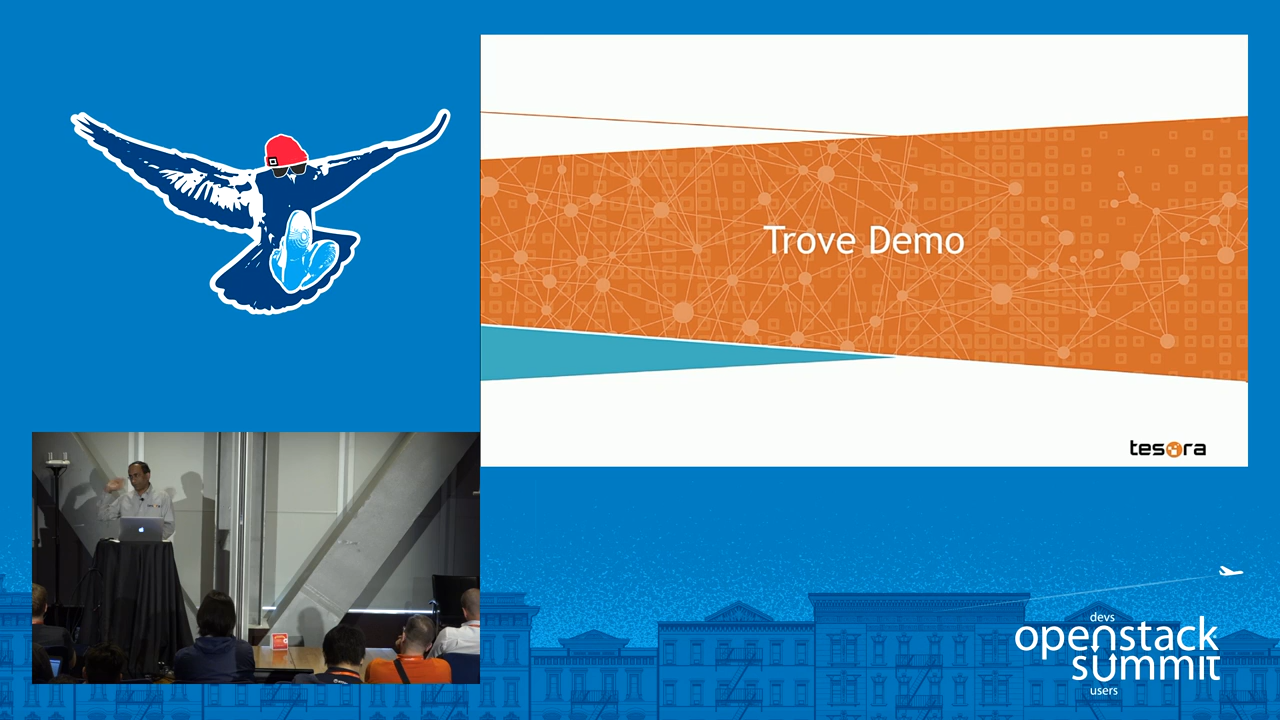 Trove Demo
tesora
devs
openstack
summit
users